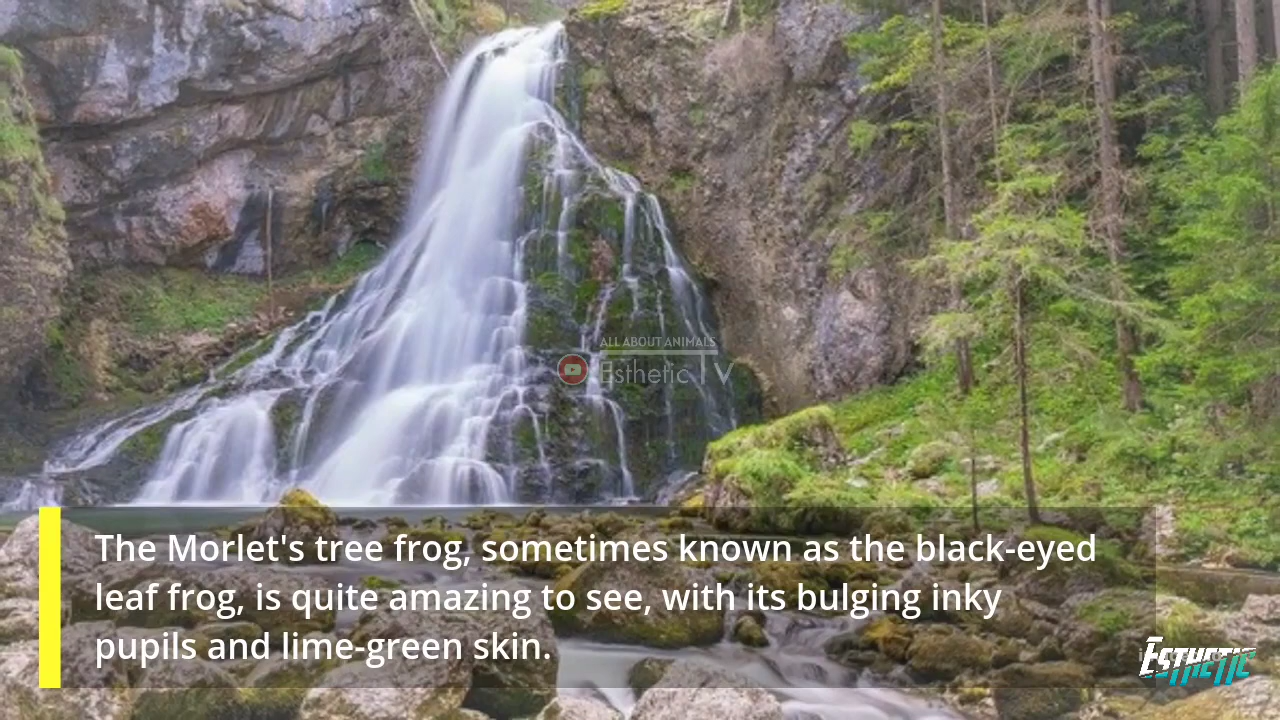 ALL ABOUT ANIMALS
Esthetic TV
The Morlet's tree frog, sometimes known as the black-eyed
leaf frog, is quite amazing to see, with its bulging inky
pupils and lime-green skin.
ESTHETIC